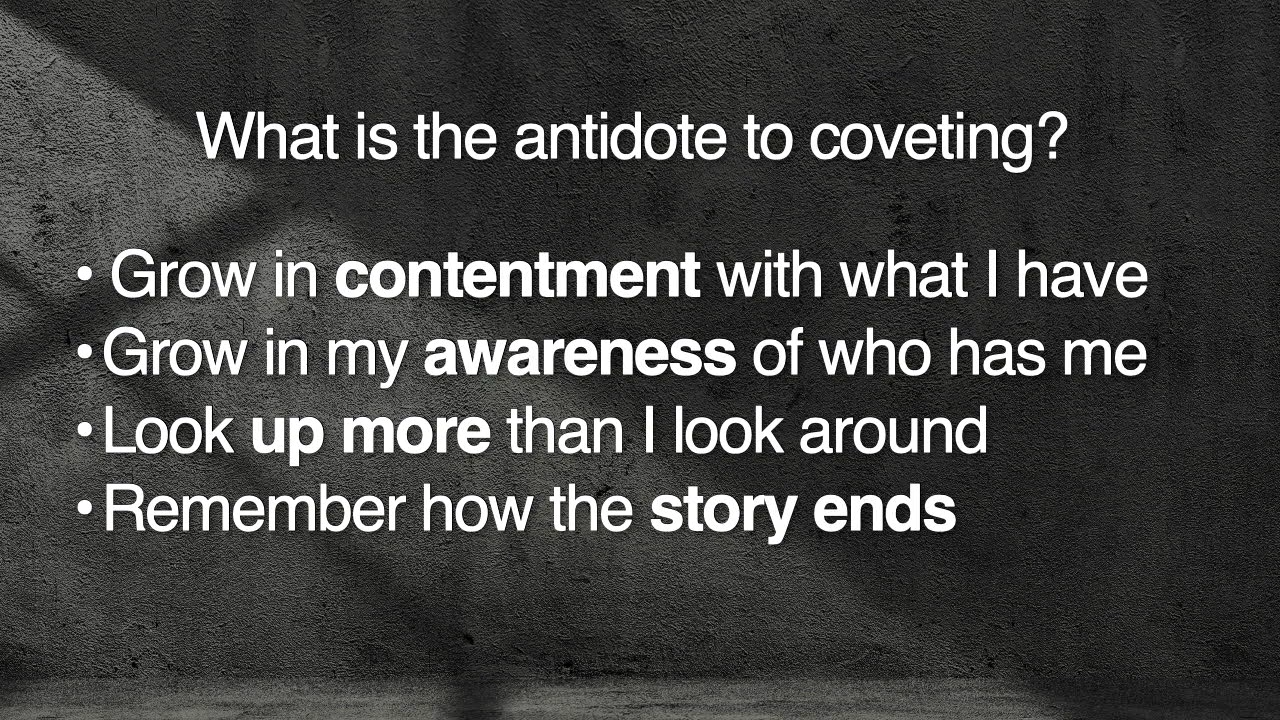 What is the antidote to coveting?
• Grow in contentment with what I have
• Grow in my awareness of who has me
• Look up more than I look around
• Remember how the story ends